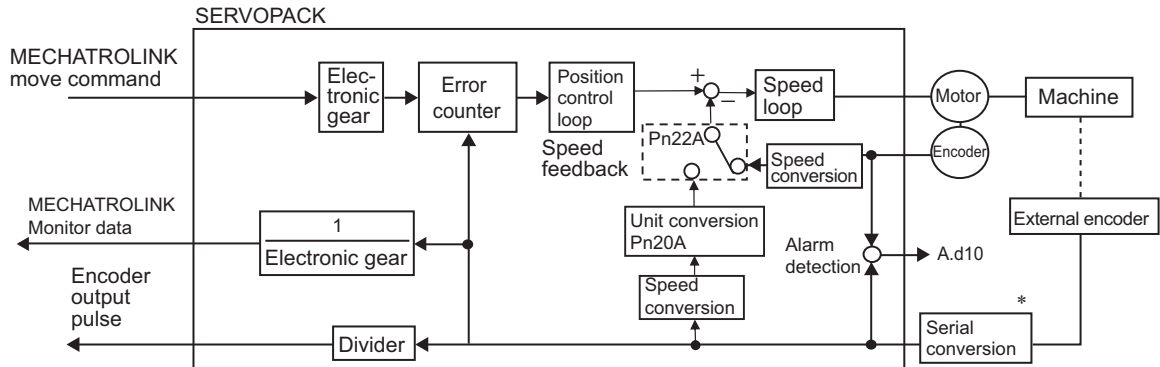 SERVOPACK
MECHATROLINK
move command
Elec-
tronic
gear
Error
counter
Position
control
loop
+
−
Speed
loop
Motor
Machine
Encoder
Speed
feedback
Pn22A
Speed
conversion
MECHATROLINK
Monitor data
1
Electronic gear
Unit conversion
Pn20A
Alarm
detection
A.d10
External encoder
Encoder
output
pulse
Divider
Speed
conversion
*
Serial
conversion